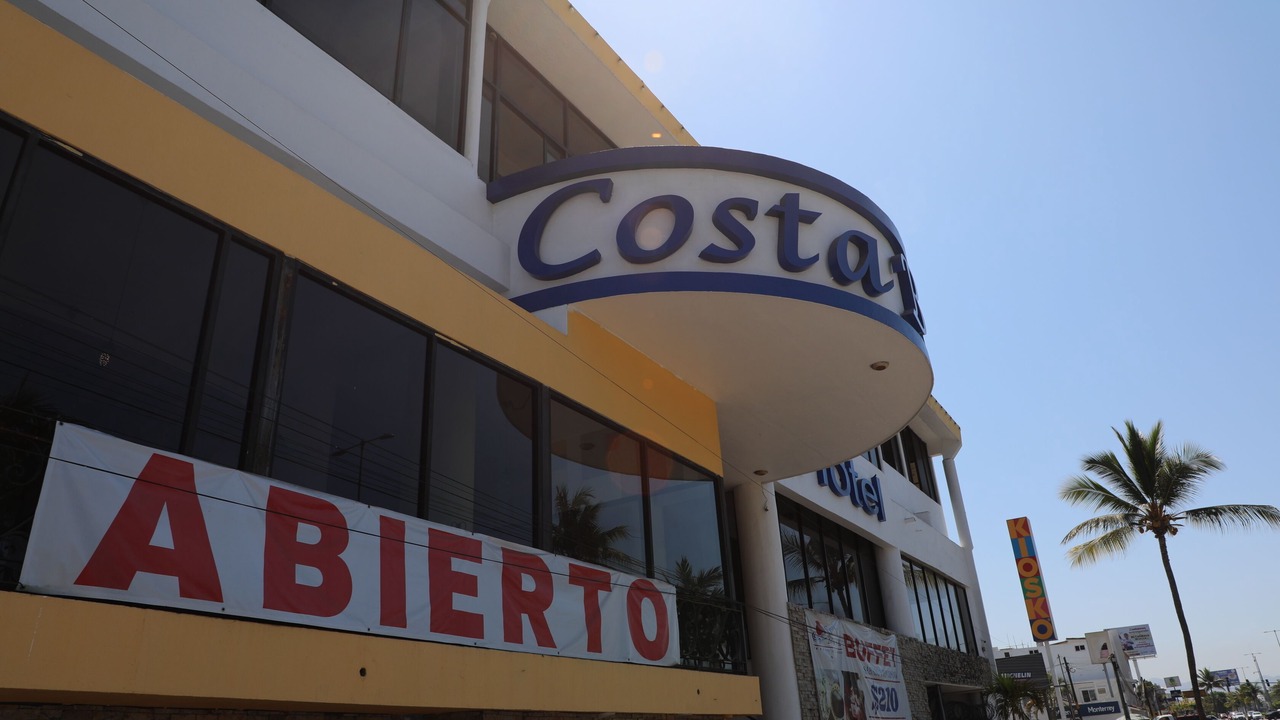 Costa
ABIERTO
Hotel
BUFFET
$210
KIOSKO
MICHELIN
Monterrey